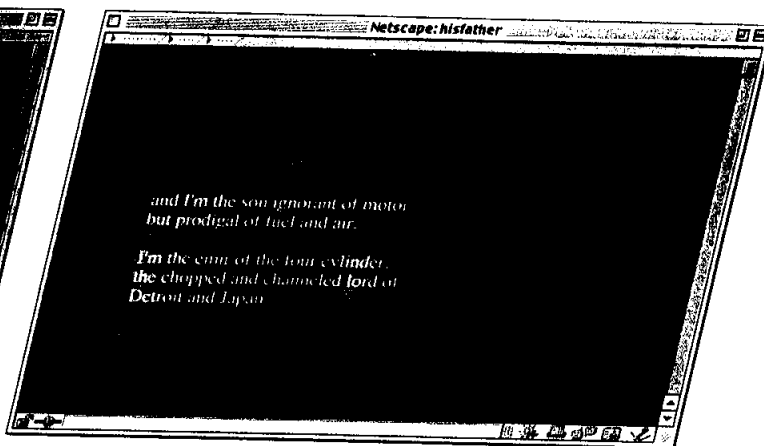 Netscape: hisfather
and I'm the son ignorant of motor
but prodigal of fuel and air.
I'm the emir of the four cylinder,
the chopped and channeled lord of
Detroit and Japan